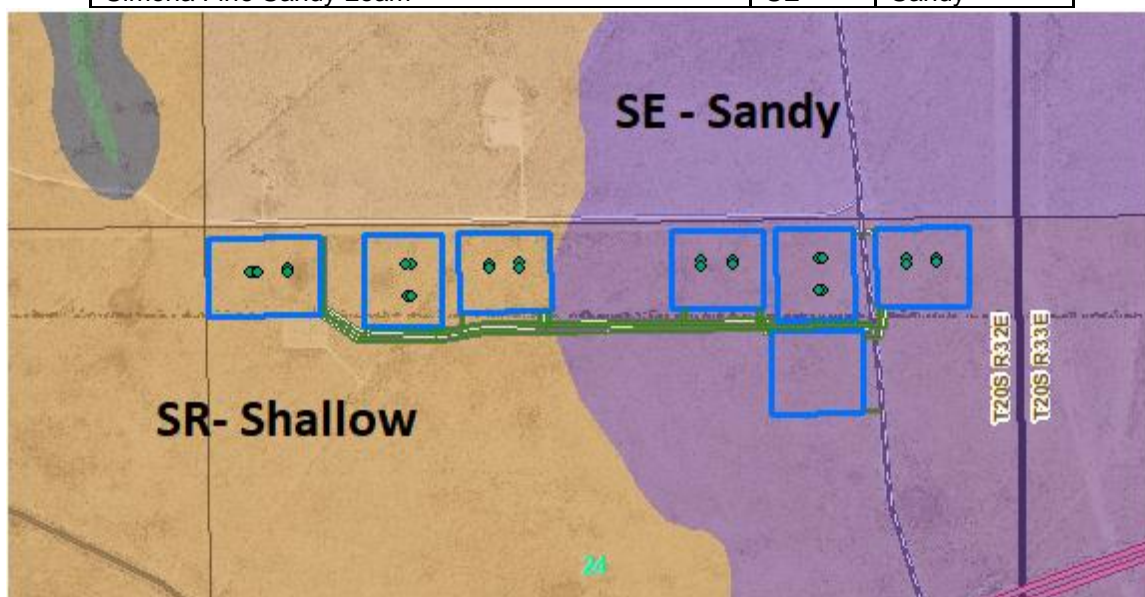 SE - Sandy
T20S R32E
T20S R33E
SR- Shallow
24